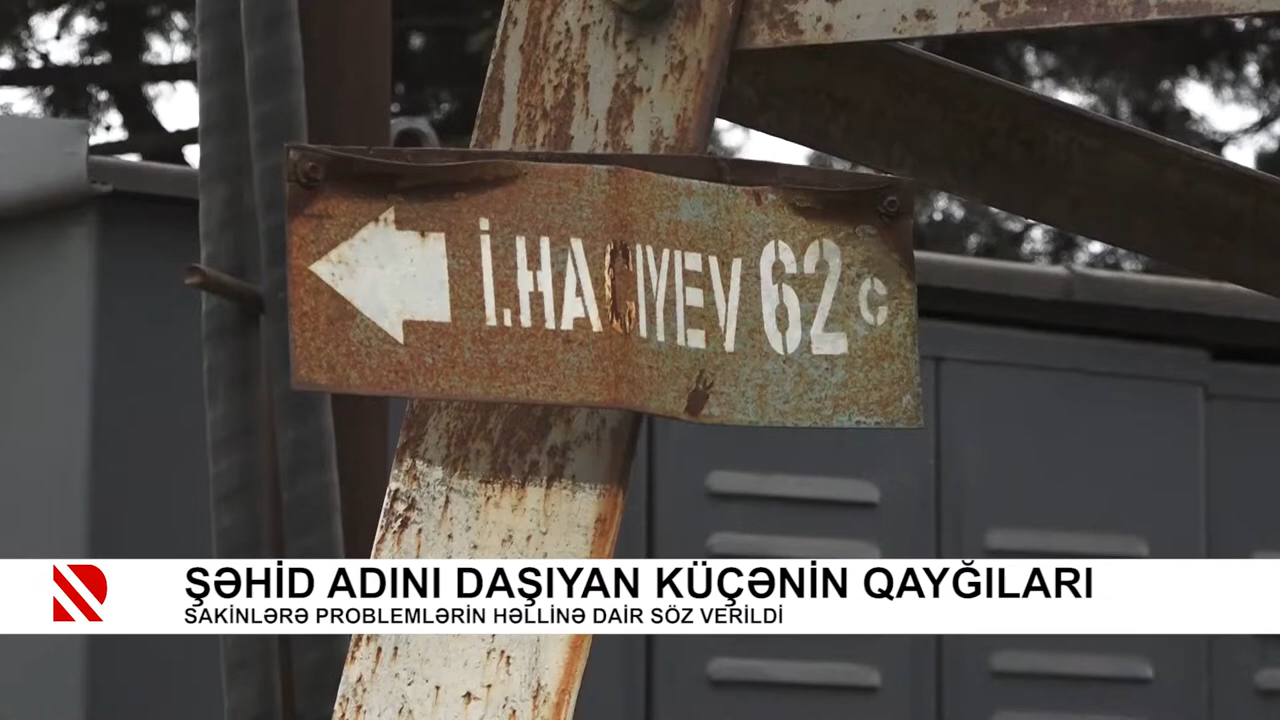 İ.HACIYEV 62 C
ŞƏHİD ADINI DAŞIYAN KÜÇƏNİN QAYĞILARI
SAKİNLƏRƏ PROBLEMLƏRİN HƏLLİNƏ DAİR SÖZ VERİLDİ